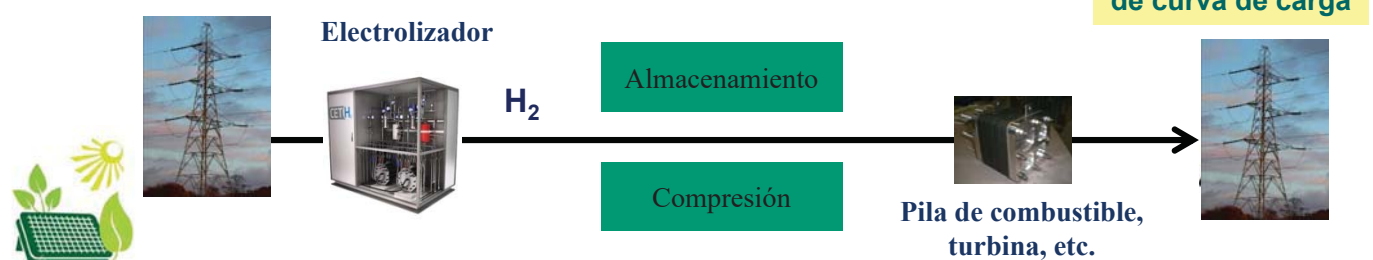 de curva de carga
Electrolizador
H₂
Almacenamiento
Compresión
Pila de combustible,
turbina, etc.